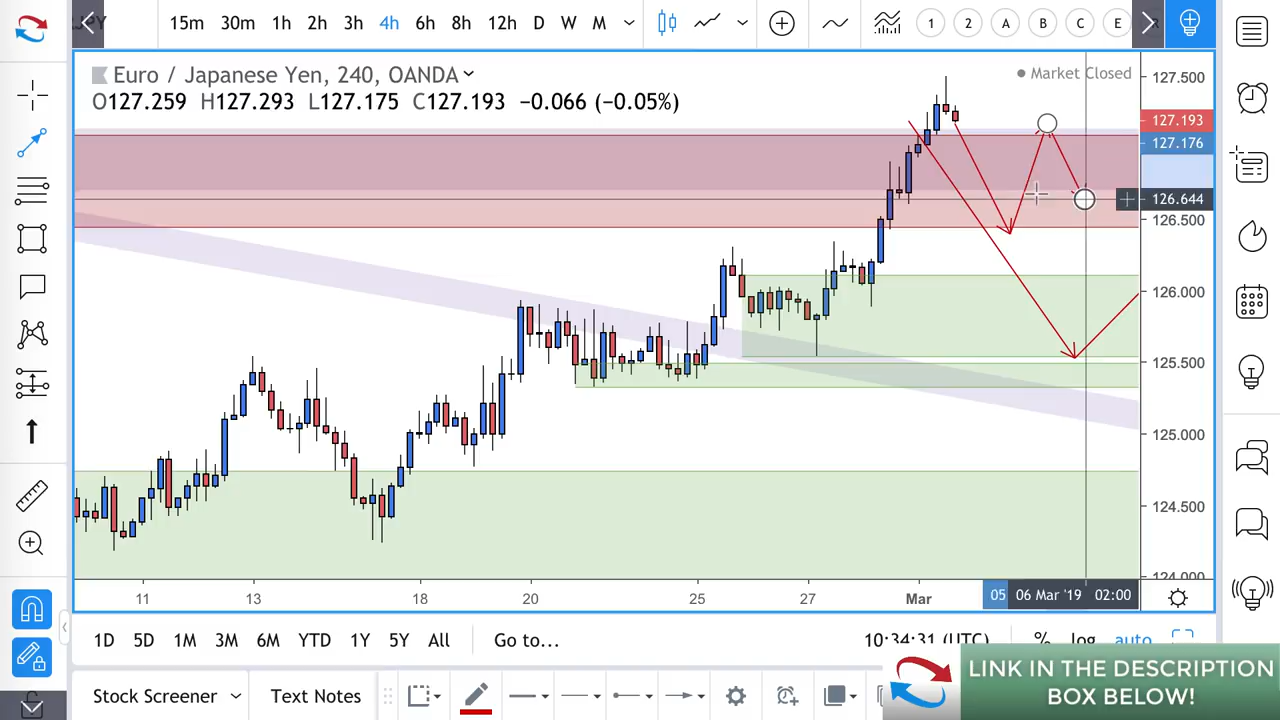 JPY
15m 30m 1h 2h 3h 4h 6h 8h 12h D W M 1 2 A B C E
Euro / Japanese Yen, 240, OANDA
Market Closed
O127.259 H127.293 L127.175 C127.193 −0.066 (−0.05%)
127.500
127.193
127.176
126.644
126.500
126.000
125.500
125.000
124.500
124.000
11 13 18 20 25 27 Mar 05 06 Mar '19 02:00
1D 5D 1M 3M 6M YTD 1Y 5Y All Go to... 10:34:31 (UTC) % log auto
Stock Screener Text Notes
LINK IN THE DESCRIPTION
BOX BELOW!